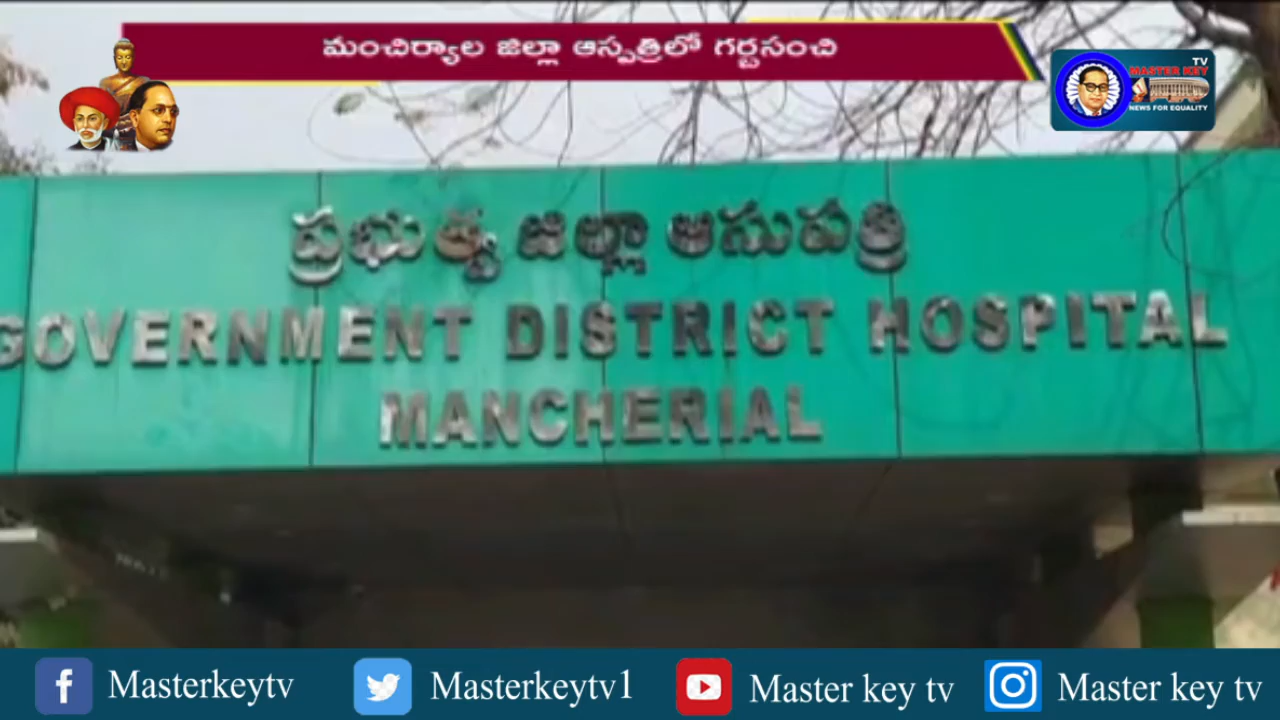 మంచిర్యాల జిల్లా ఆస్పత్రిలో గర్భసంచి
TV
MASTER KEY
NEWS FOR EQUALITY
ప్రభుత్వ జిల్లా ఆసుపత్రి
GOVERNMENT DISTRICT HOSPITAL
MANCHERIAL
Masterkeytv
Masterkeytv1
Master key tv
Master key tv